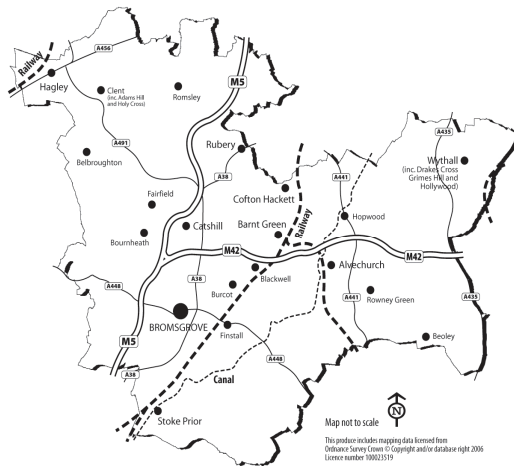 A456
Railway
Hagley
Clent
(inc. Adams Hill
and Holy Cross)
Romsley
M5
A435
A491
Rubery
Belbroughton
A38
Wythall
(inc. Drakes Cross
Grimes Hill and
Hollywood)
A441
Cofton Hackett
Fairfield
Hopwood
Catshill
Barnt Green
Railway
Bournheath
M42
M42
Alvechurch
Blackwell
A448
A38
Burcot
Rowney Green
A441
A435
BROMSGROVE
Finstall
Beoley
M5
A448
A38
Canal
Stoke Prior
Map not to scale
N
This produce includes mapping data licensed from
Ordnance Survey Crown © Copyright and/or database right 2006
Licence number 100023519